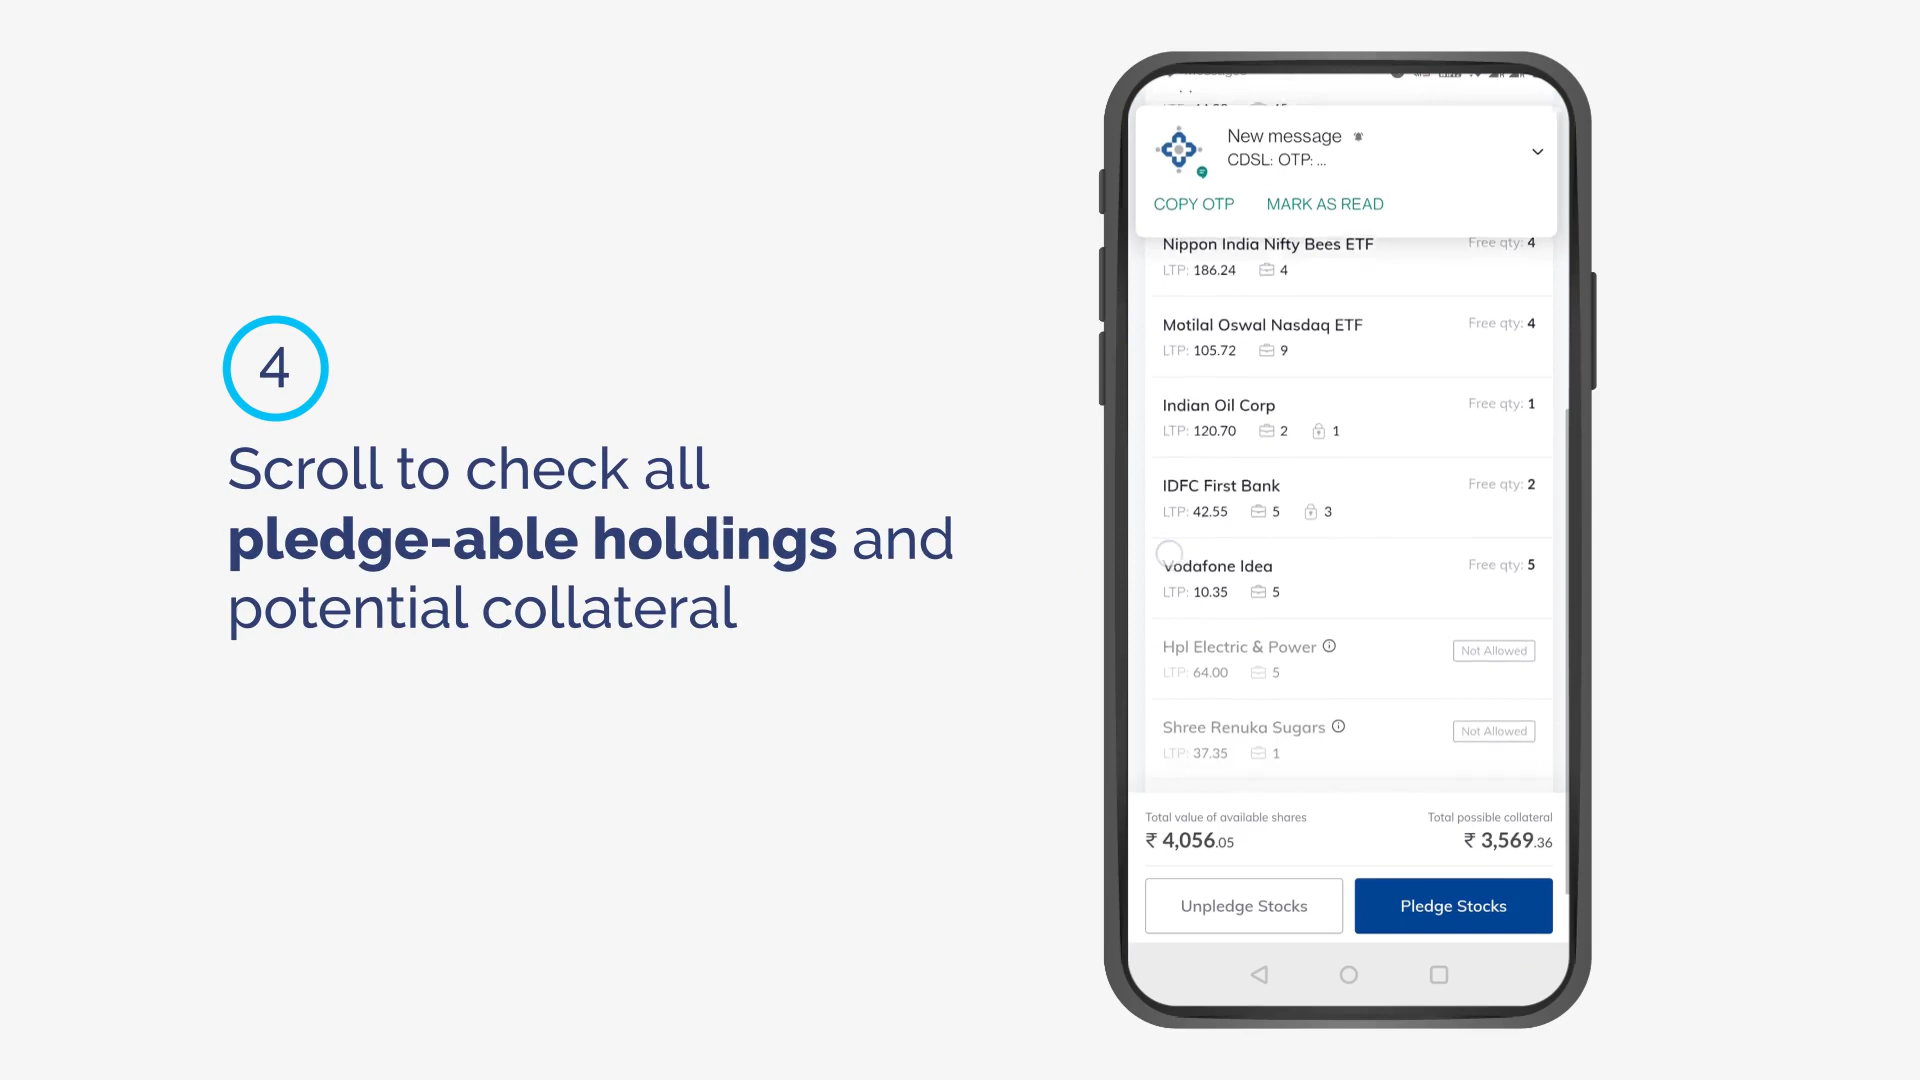 4
Scroll to check all
pledge-able holdings and
potential collateral
New message
CDSL: OTP: ...
COPY OTP MARK AS READ
Nippon India Nifty Bees ETF Free qty: 4
LTP: 186.24 4
Motilal Oswal Nasdaq ETF Free qty: 4
LTP: 105.72 9
Indian Oil Corp Free qty: 1
LTP: 120.70 2 1
IDFC First Bank Free qty: 2
LTP: 42.55 5 3
Vodafone Idea Free qty: 5
LTP: 10.35 5
Hpl Electric & Power Not Allowed
LTP: 64.00 5
Shree Renuka Sugars Not Allowed
LTP: 37.35 1
Total value of available shares Total possible collateral
₹ 4,056.05 ₹ 3,569.36
Unpledge Stocks Pledge Stocks